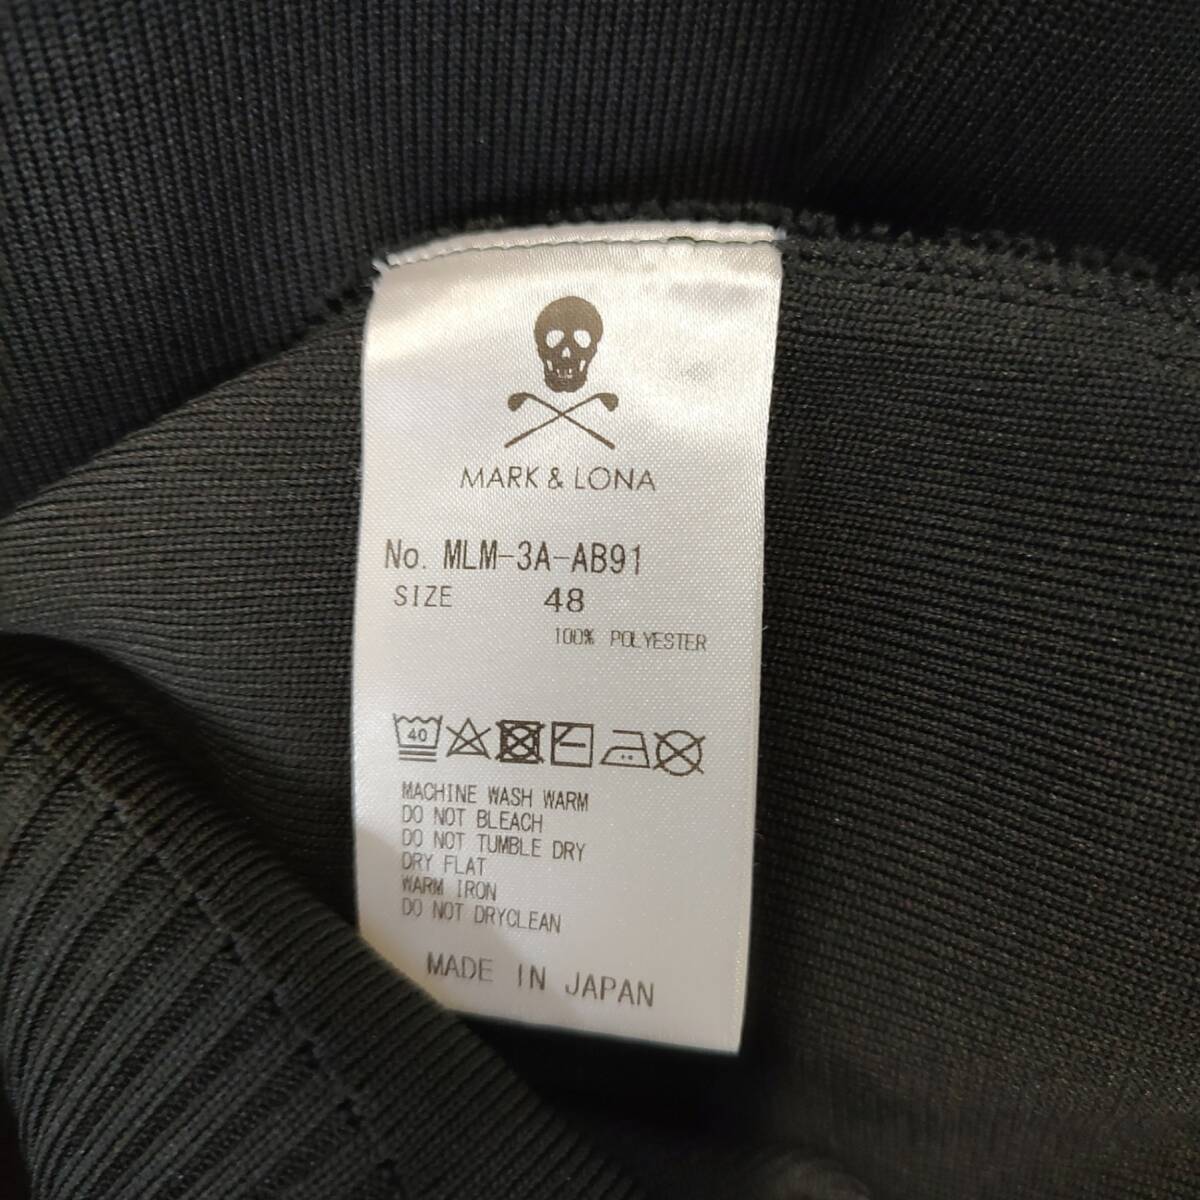 MARK & LONA
No. MLM-3A-AB91
SIZE 48
100% POLYESTER
40
MACHINE WASH WARM
DO NOT BLEACH
DO NOT TUMBLE DRY
DRY FLAT
WARM IRON
DO NOT DRYCLEAN
MADE IN JAPAN